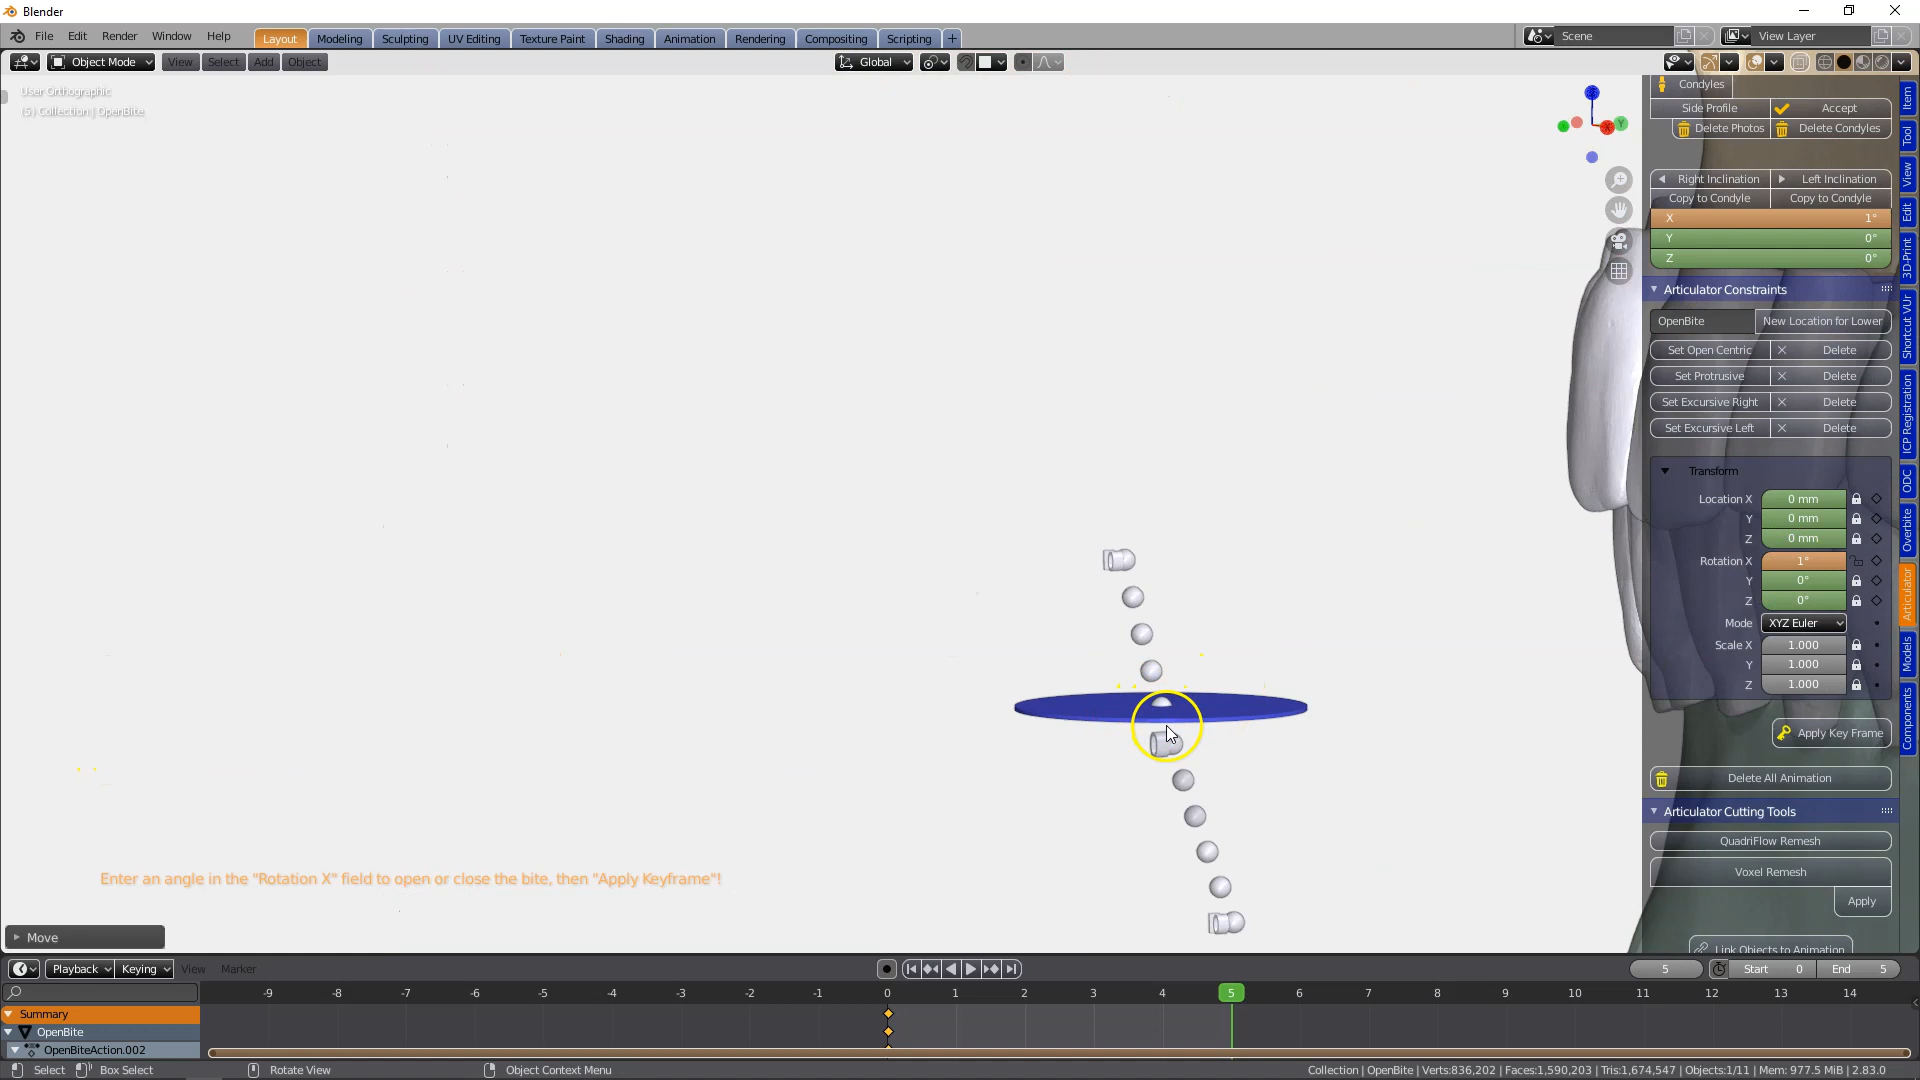 Blender
File Edit Render Window Help
Layout Modeling Sculpting UV Editing Texture Paint Shading Animation Rendering Compositing Scripting +
Scene
View Layer
Object Mode View Select Add Object
Global
User Orthographic
(5) Collection | OpenBite
X
Y
Condyles
Side Profile Accept
Delete Photos Delete Condyles
Right Inclination Left Inclination
Copy to Condyle Copy to Condyle
X 1°
Y 0°
Z 0°
Articulator Constraints
OpenBite New Location for Lower
Set Open Centric Delete
Set Protrusive Delete
Set Excursive Right Delete
Set Excursive Left Delete
Transform
Location X 0 mm
Y 0 mm
Z 0 mm
Rotation X 1°
Y 0°
Z 0°
Mode XYZ Euler
Scale X 1.000
Y 1.000
Z 1.000
Apply Key Frame
Delete All Animation
Articulator Cutting Tools
QuadriFlow Remesh
Voxel Remesh
Apply
Link Objects to Animation
Item
Tool
View
Edit
3D-Print
Shortcut VUr
ICP Registration
ODC
Overbite
Articulator
Models
Components
Enter an angle in the "Rotation X" field to open or close the bite, then "Apply Keyframe"!
Move
Playback Keying View Marker
5 Start 0 End 5
-9 -8 -7 -6 -5 -4 -3 -2 -1 0 1 2 3 4 5 6 7 8 9 10 11 12 13 14
Summary
OpenBite
OpenBiteAction.002
Select Box Select Rotate View Object Context Menu
Collection | OpenBite | Verts:836,202 | Faces:1,590,203 | Tris:1,674,547 | Objects:1/11 | Mem: 977.5 MiB | 2.83.0